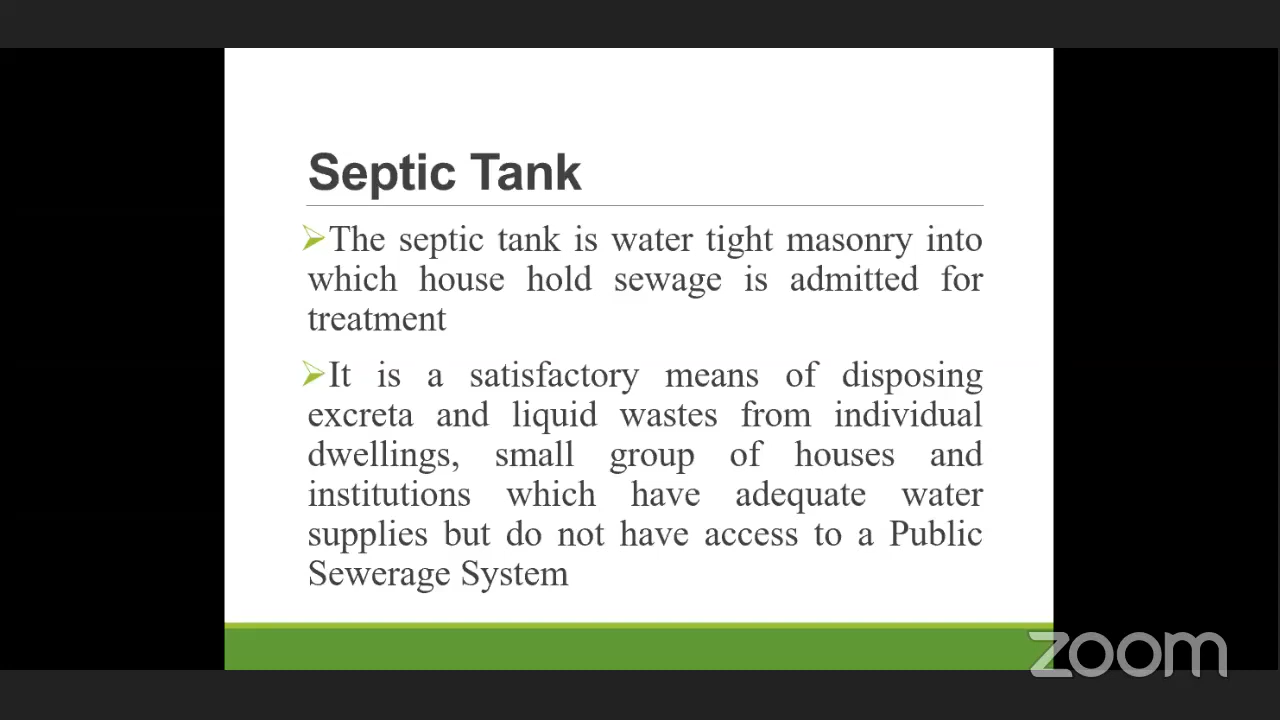 Septic Tank
The septic tank is water tight masonry into
which house hold sewage is admitted for
treatment
It is a satisfactory means of disposing
excreta and liquid wastes from individual
dwellings, small group of houses and
institutions which have adequate water
supplies but do not have access to a Public
Sewerage System
zoom